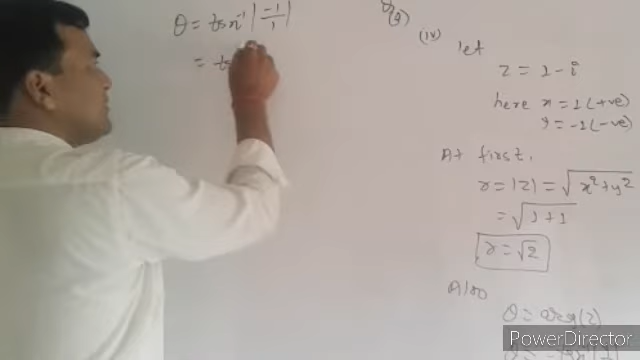 θ = tan⁻¹ |-1/1|
= ta
(iv)
let
z = 1 - i
here x = 1 (+ve)
y = -1 (-ve)
At first,
r = |z| = √x²+y²
= √1+1
r = √2
Also
θ = arg(z)
PowerDirector